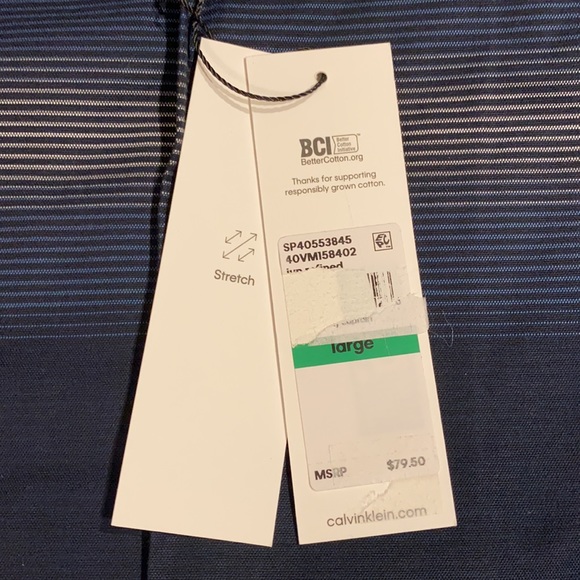 Stretch
BCI Better Cotton Initiative
BetterCotton.org
Thanks for supporting
responsibly grown cotton.
SP40553845
40VM158402
large
MSRP $79.50
calvinklein.com